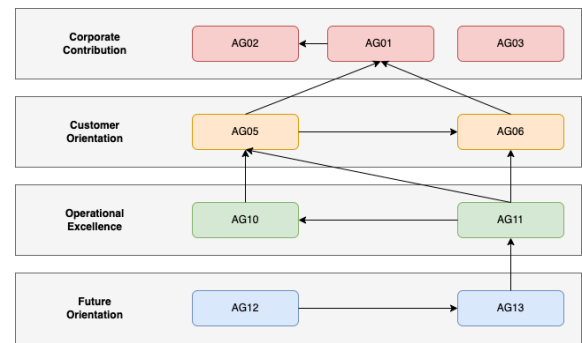 Corporate
Contribution
AG02
AG01
AG03
Customer
Orientation
AG05
AG06
Operational
Excellence
AG10
AG11
Future
Orientation
AG12
AG13